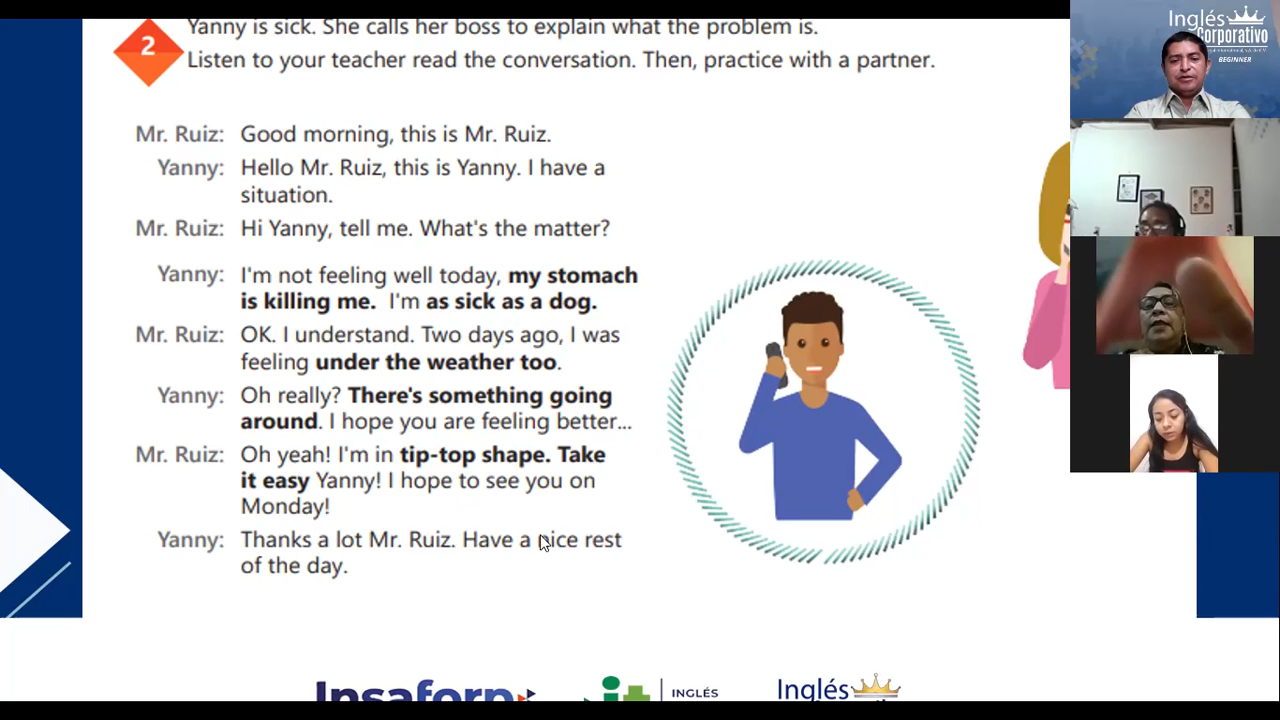 Yanny is sick. She calls her boss to explain what the problem is.
2
Listen to your teacher read the conversation. Then, practice with a partner.
Mr. Ruiz: Good morning, this is Mr. Ruiz.
Yanny: Hello Mr. Ruiz, this is Yanny. I have a
situation.
Mr. Ruiz: Hi Yanny, tell me. What's the matter?
Yanny: I'm not feeling well today, my stomach
is killing me. I'm as sick as a dog.
Mr. Ruiz: OK. I understand. Two days ago, I was
feeling under the weather too.
Yanny: Oh really? There's something going
around. I hope you are feeling better...
Mr. Ruiz: Oh yeah! I'm in tip-top shape. Take
it easy Yanny! I hope to see you on
Monday!
Yanny: Thanks a lot Mr. Ruiz. Have a nice rest
of the day.
Insaforp
INGLÉS
Inglés
Inglés
Corporativo
BEGINNER